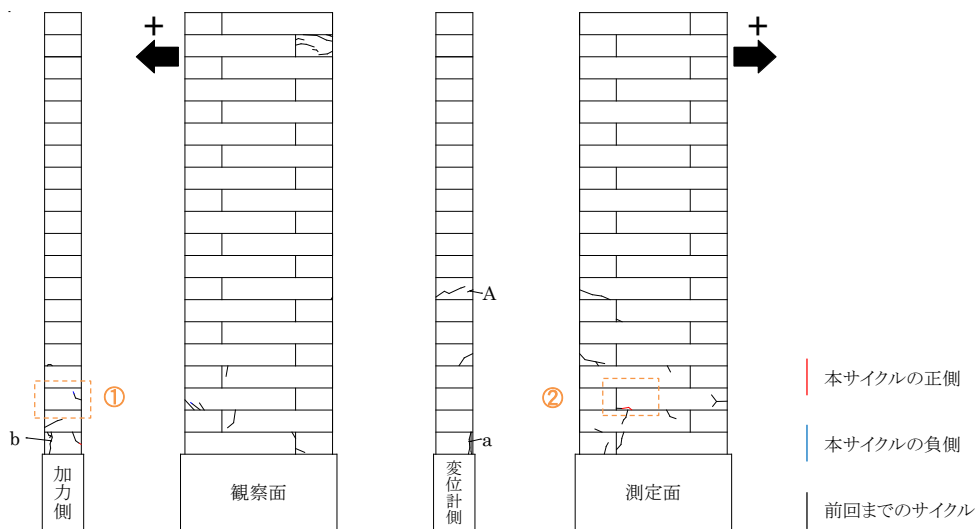 +
+
A
①
②
b
a
加力側
観察面
変位計側
測定面
本サイクルの正側
本サイクルの負側
前回までのサイクル